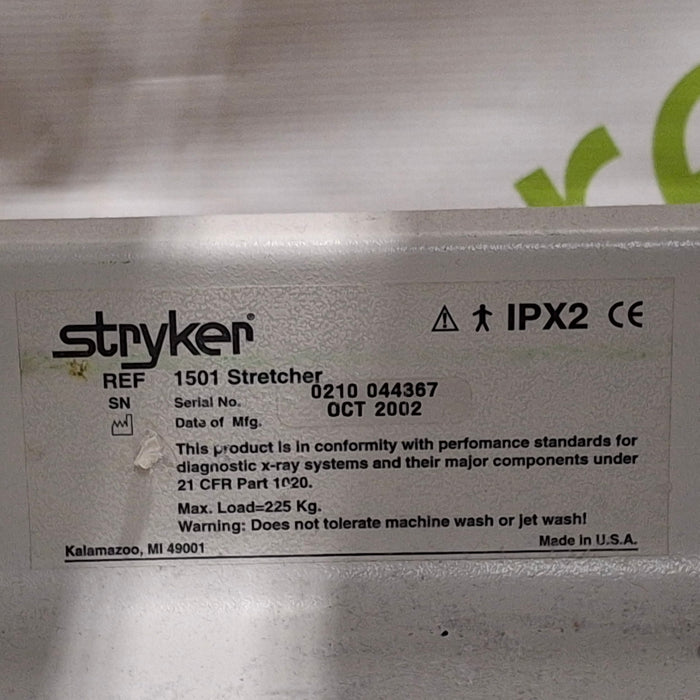 stryker®
IPX2 CE
REF 1501 Stretcher
SN Serial No. 0210 044367
Date of Mfg. OCT 2002
This product is in conformity with perfomance standards for
diagnostic x-ray systems and their major components under
21 CFR Part 1020.
Max. Load=225 Kg.
Warning: Does not tolerate machine wash or jet wash!
Kalamazoo, MI 49001
Made in U.S.A.